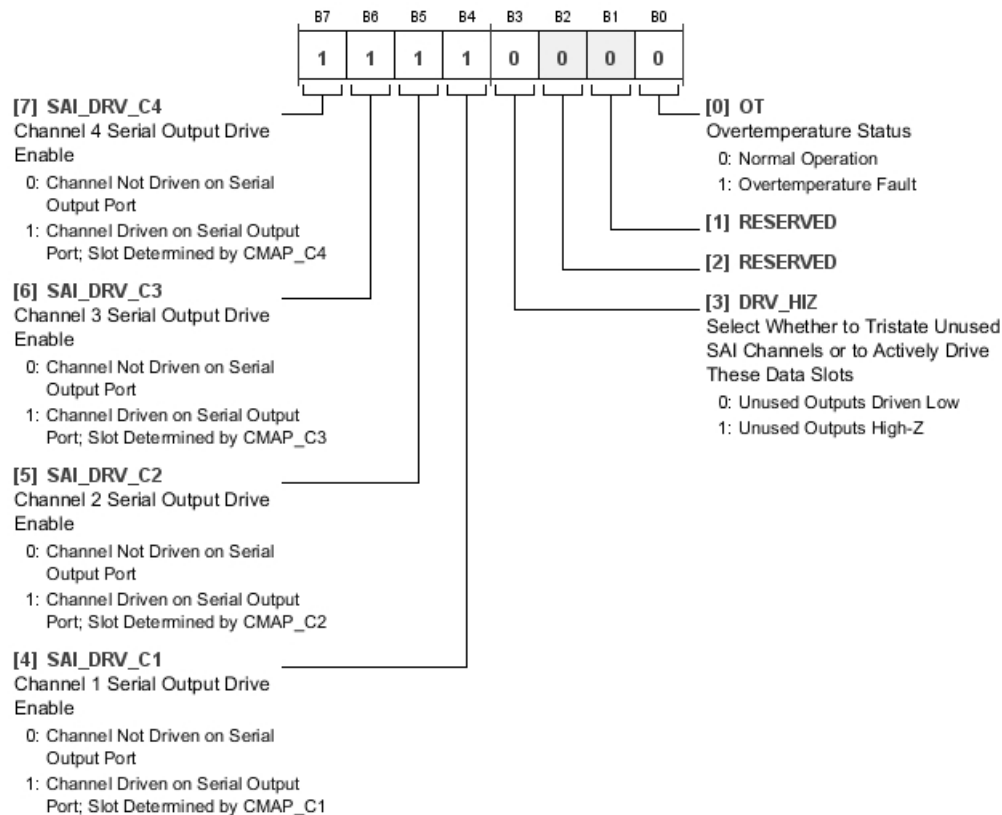 B7 B6 B5 B4 B3 B2 B1 B0
1 1 1 1 0 0 0 0
[7] SAI_DRV_C4
Channel 4 Serial Output Drive
Enable
0: Channel Not Driven on Serial
Output Port
1: Channel Driven on Serial Output
Port; Slot Determined by CMAP_C4
[6] SAI_DRV_C3
Channel 3 Serial Output Drive
Enable
0: Channel Not Driven on Serial
Output Port
1: Channel Driven on Serial Output
Port; Slot Determined by CMAP_C3
[5] SAI_DRV_C2
Channel 2 Serial Output Drive
Enable
0: Channel Not Driven on Serial
Output Port
1: Channel Driven on Serial Output
Port; Slot Determined by CMAP_C2
[4] SAI_DRV_C1
Channel 1 Serial Output Drive
Enable
0: Channel Not Driven on Serial
Output Port
1: Channel Driven on Serial Output
Port; Slot Determined by CMAP_C1
[0] OT
Overtemperature Status
0: Normal Operation
1: Overtemperature Fault
[1] RESERVED
[2] RESERVED
[3] DRV_HIZ
Select Whether to Tristate Unused
SAI Channels or to Actively Drive
These Data Slots
0: Unused Outputs Driven Low
1: Unused Outputs High-Z